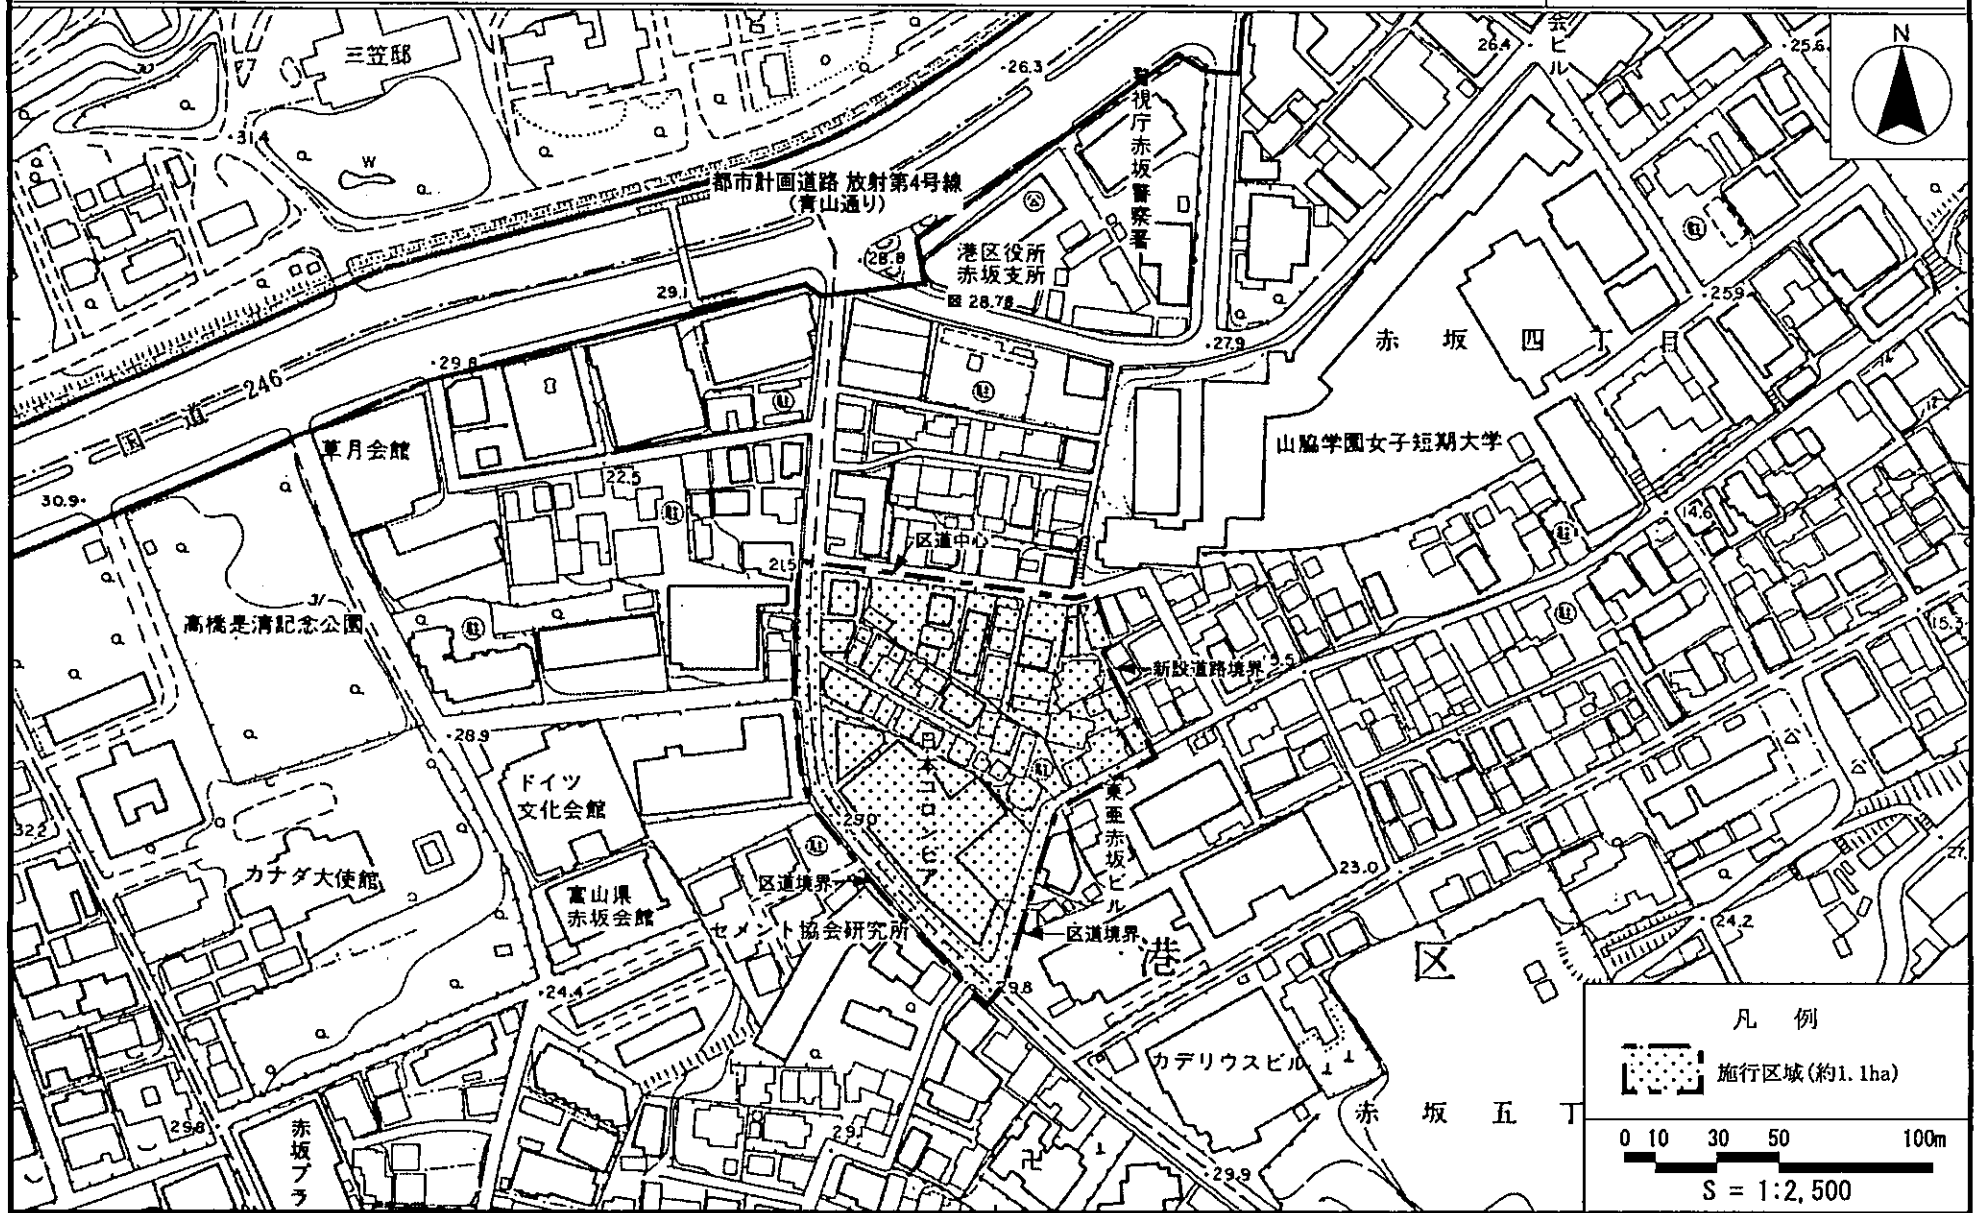 会ビル
26.4
25.6
N
三笠邸
26.3
31.4
W
警視庁赤坂警察署
都市計画道路 放射第4号線
(青山通り)
28.8
港区役所
赤坂支所
28.78
29.1
25.9
27.9
赤坂四丁目
29.8
国道 246
草月会館
山脇学園女子短期大学
22.5
30.9
14.6
区道中心
21.5
高橋是清記念公園
15.3
新設道路境界
28.9
日本コロンビア
ドイツ
文化会館
東亜赤坂ビル
32.2
カナダ大使館
23.0
区道境界
富山県
赤坂会館
セメント協会研究所
区道境界
24.2
港区
24.4
29.8
カデリウスビル
赤坂五丁
29.8
赤坂プラ
29.1
29.9
凡 例
施行区域(約1.1ha)
0 10 30 50 100m
S = 1:2,500